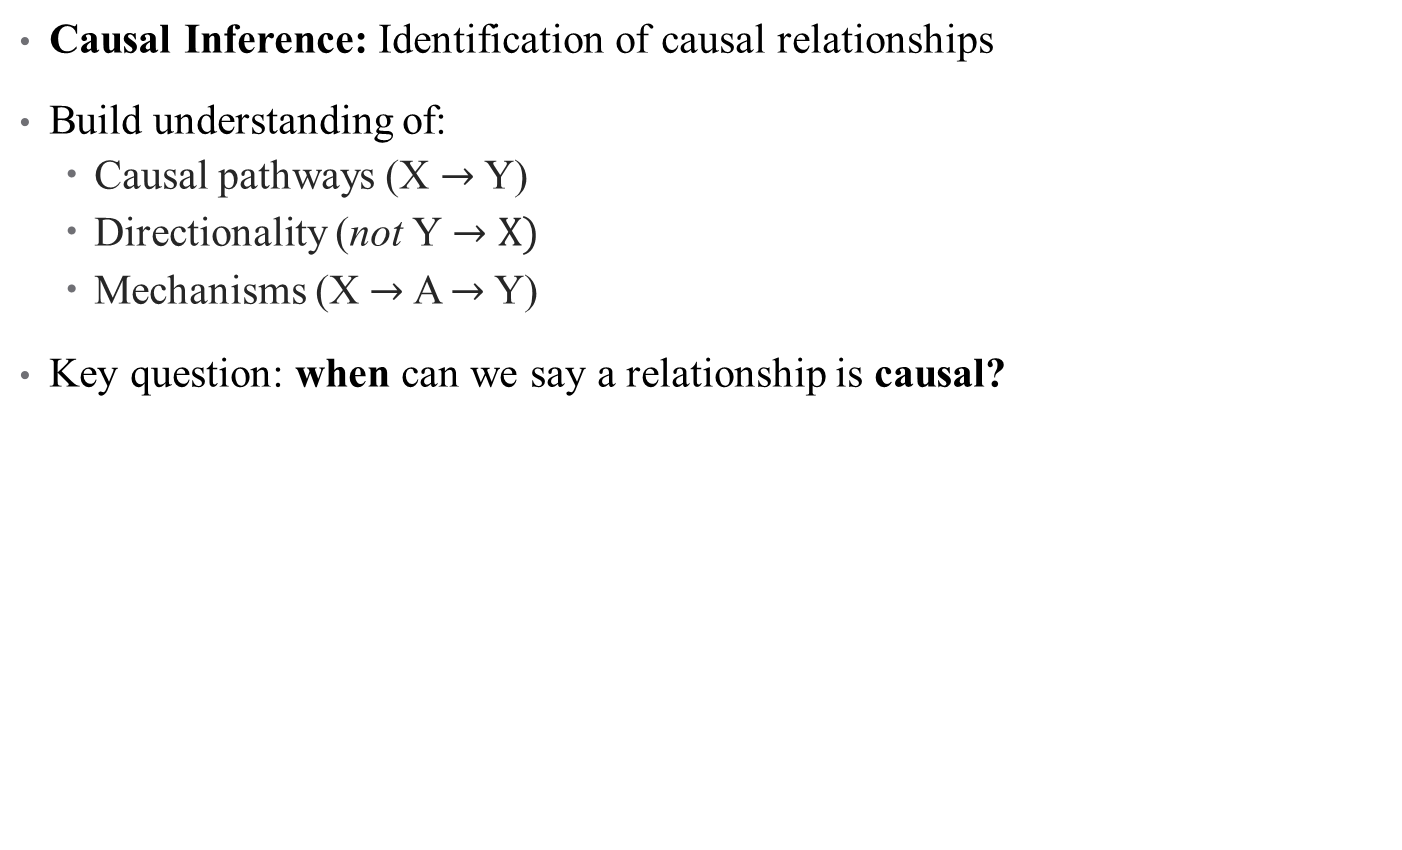 • Causal Inference: Identification of causal relationships
• Build understanding of:
• Causal pathways (X → Y)
• Directionality (not Y → X)
• Mechanisms (X → A → Y)
• Key question: when can we say a relationship is causal?